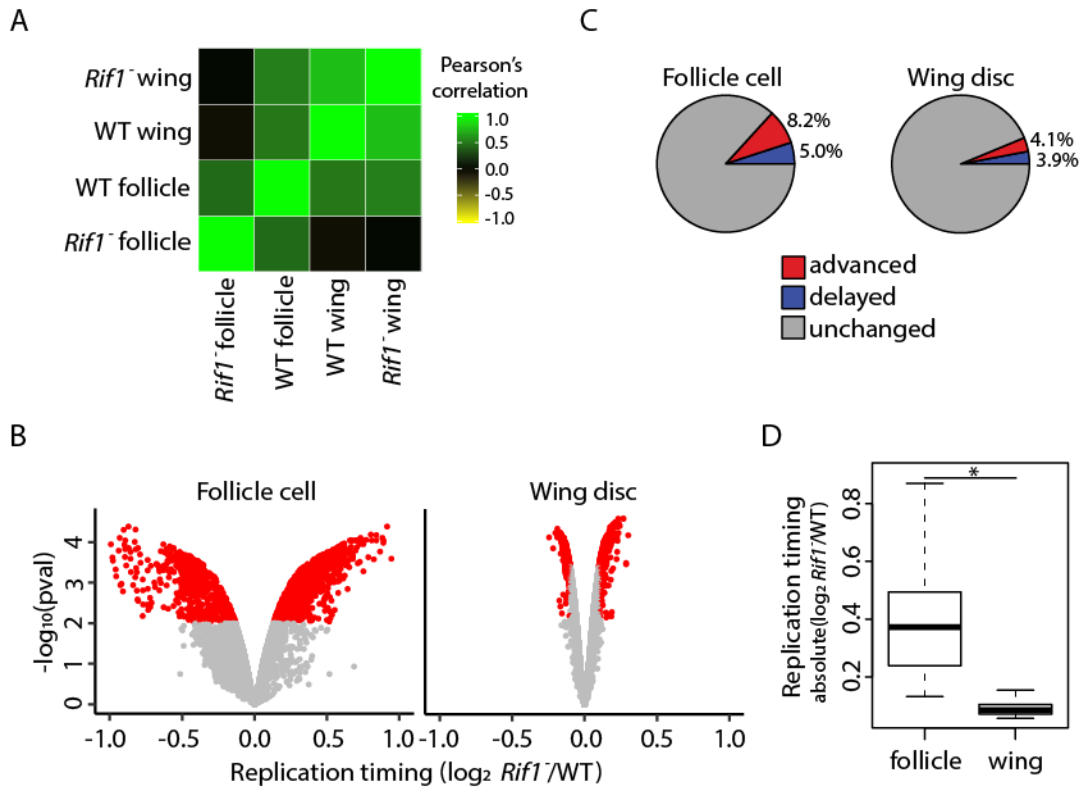 A
Rif1⁻ wing
WT wing
WT follicle
Rif1⁻ follicle
Rif1⁻ follicle
WT follicle
WT wing
Rif1⁻ wing
Pearson's
correlation
1.0
0.5
0.0
-0.5
-1.0
C
Follicle cell
8.2%
5.0%
Wing disc
4.1%
3.9%
advanced
delayed
unchanged
B
Follicle cell
Wing disc
-log₁₀(pval)
4
3
2
1
0
-1.0 -0.5 0.0 0.5 1.0
-1.0 -0.5 0.0 0.5 1.0
Replication timing (log₂ Rif1⁻/WT)
D
Replication timing
absolute(log₂ Rif1⁻/WT)
0.8
0.6
0.4
0.2
*
follicle
wing